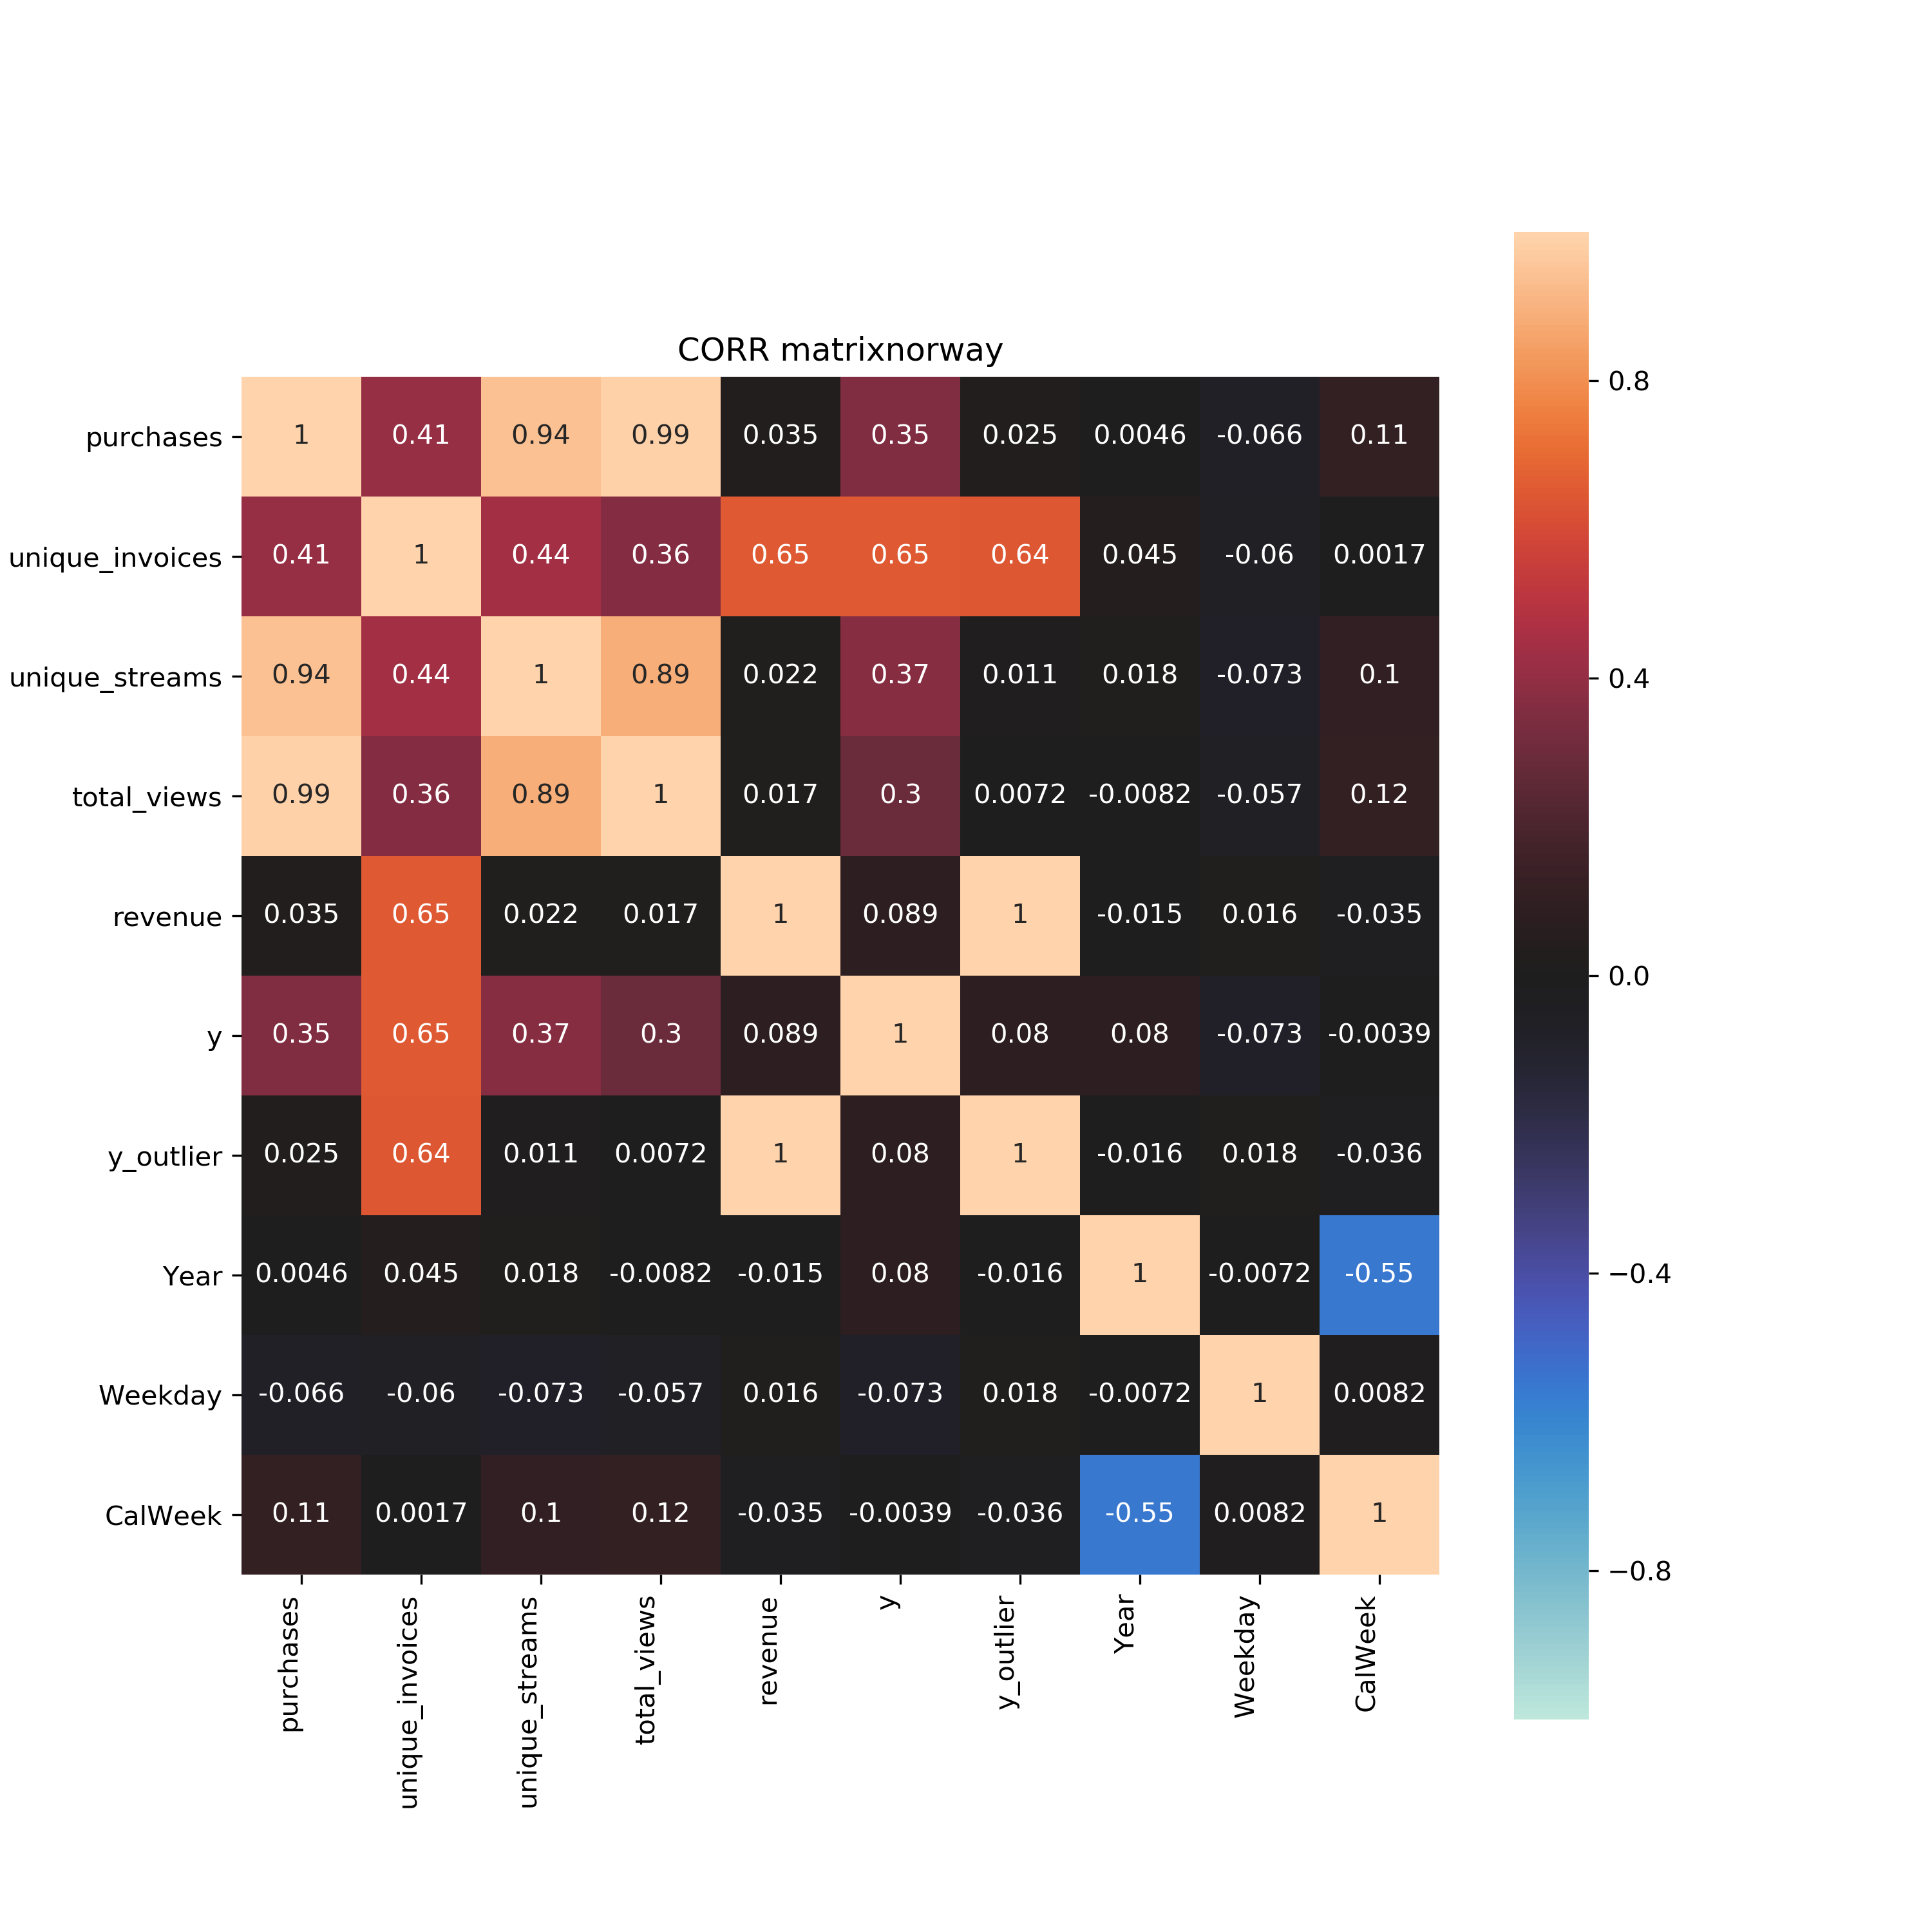 CORR matrixnorway
purchases 1 0.41 0.94 0.99 0.035 0.35 0.025 0.0046 -0.066 0.11
unique_invoices 0.41 1 0.44 0.36 0.65 0.65 0.64 0.045 -0.06 0.0017
unique_streams 0.94 0.44 1 0.89 0.022 0.37 0.011 0.018 -0.073 0.1
total_views 0.99 0.36 0.89 1 0.017 0.3 0.0072 -0.0082 -0.057 0.12
revenue 0.035 0.65 0.022 0.017 1 0.089 1 -0.015 0.016 -0.035
y 0.35 0.65 0.37 0.3 0.089 1 0.08 0.08 -0.073 -0.0039
y_outlier 0.025 0.64 0.011 0.0072 1 0.08 1 -0.016 0.018 -0.036
Year 0.0046 0.045 0.018 -0.0082 -0.015 0.08 -0.016 1 -0.0072 -0.55
Weekday -0.066 -0.06 -0.073 -0.057 0.016 -0.073 0.018 -0.0072 1 0.0082
CalWeek 0.11 0.0017 0.1 0.12 -0.035 -0.0039 -0.036 -0.55 0.0082 1
purchases
unique_invoices
unique_streams
total_views
revenue
y
y_outlier
Year
Weekday
CalWeek
0.8
0.4
0.0
−0.4
−0.8